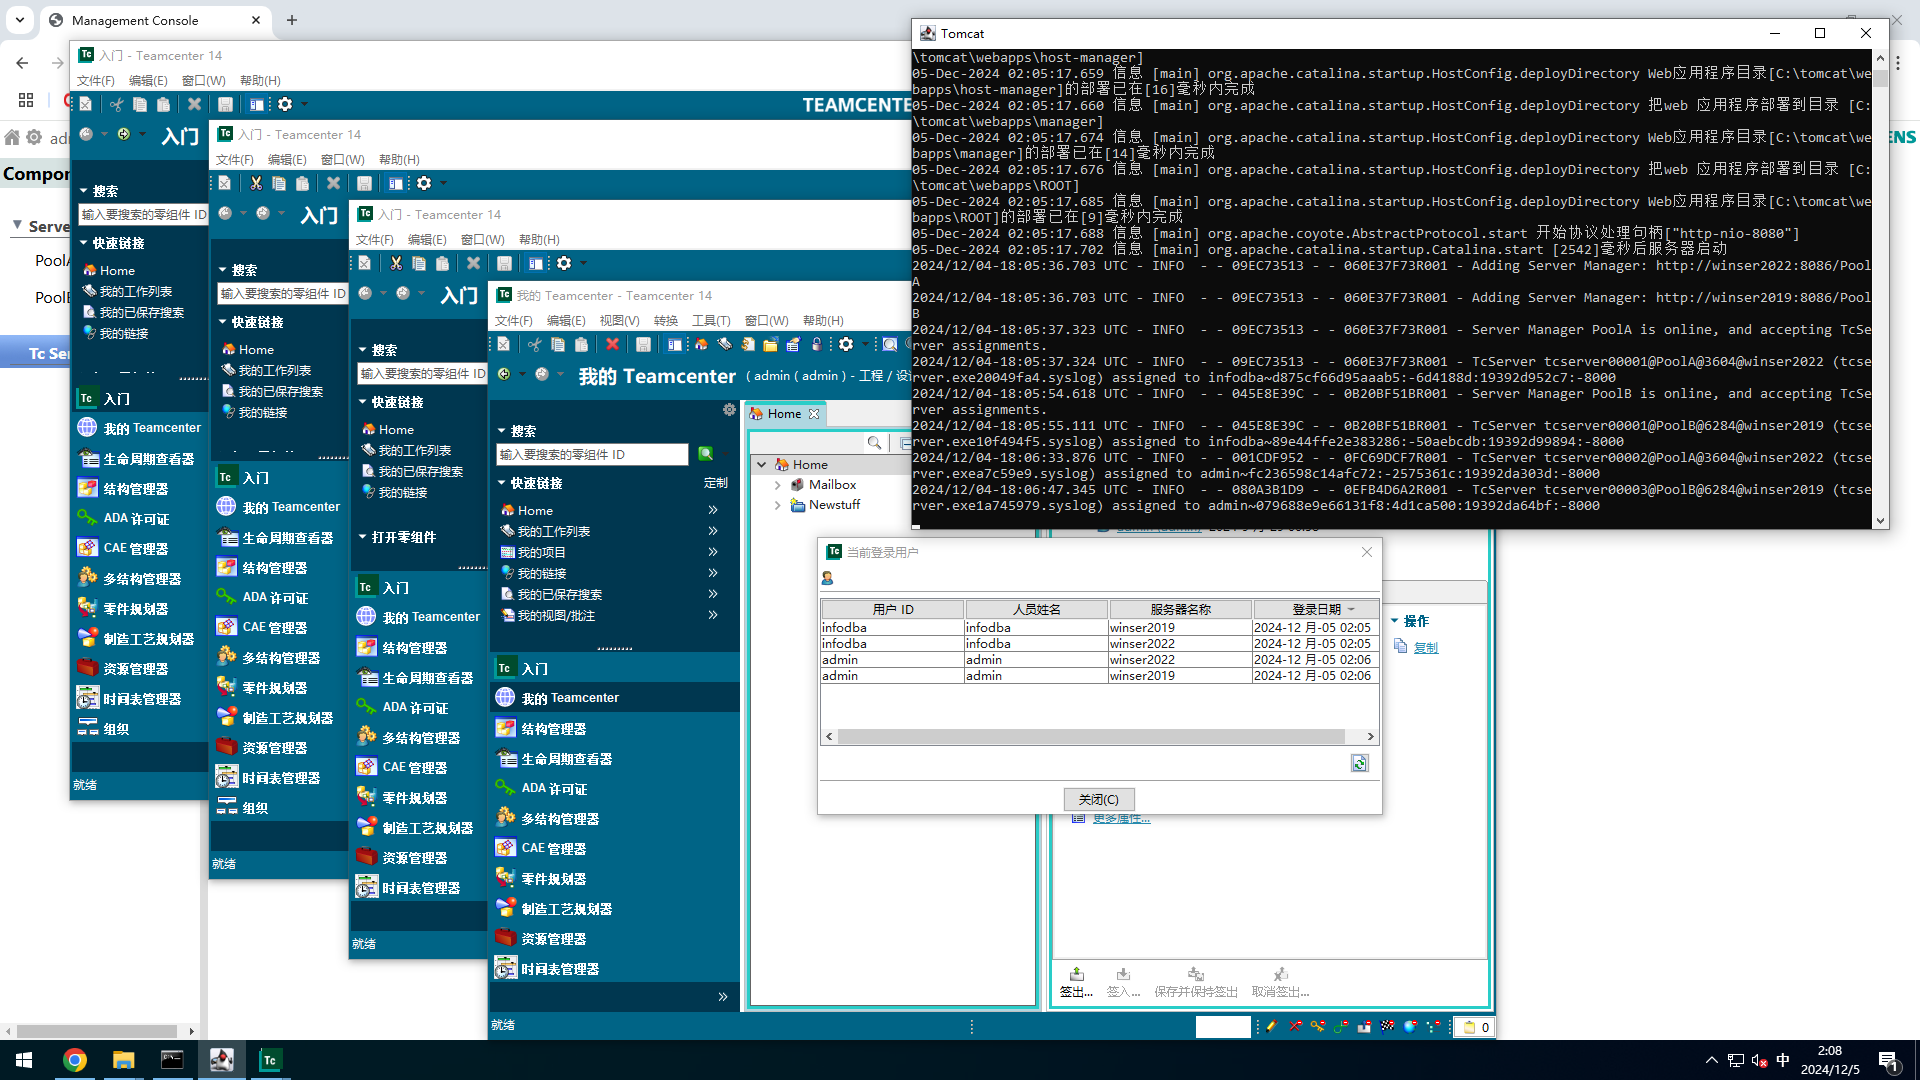 Management Console
入门 - Teamcenter 14
文件(F) 编辑(E) 窗口(W) 帮助(H)
TEAMCENTE
入门
搜索
输入要搜索的零组件 ID
快速链接
Home
我的工作列表
我的已保存搜索
我的链接
入门
我的 Teamcenter
生命周期查看器
结构管理器
ADA 许可证
CAE 管理器
多结构管理器
零件规划器
制造工艺规划器
资源管理器
时间表管理器
组织
就绪
adı
Compor
Serve
PoolA
PoolE
Tc Ser
ENS
入门 - Teamcenter 14
文件(F) 编辑(E) 窗口(W) 帮助(H)
入门
搜索
输入要搜索的零组件 ID
快速链接
Home
我的工作列表
我的已保存搜索
我的链接
入门
我的 Teamcenter
生命周期查看器
结构管理器
ADA 许可证
CAE 管理器
多结构管理器
零件规划器
制造工艺规划器
资源管理器
时间表管理器
组织
就绪
入门 - Teamcenter 14
文件(F) 编辑(E) 窗口(W) 帮助(H)
入门
搜索
输入要搜索的零组件 ID
快速链接
Home
我的工作列表
我的已保存搜索
我的链接
打开零组件
入门
我的 Teamcenter
结构管理器
生命周期查看器
ADA 许可证
多结构管理器
CAE 管理器
零件规划器
制造工艺规划器
资源管理器
时间表管理器
就绪
我的 Teamcenter - Teamcenter 14
文件(F) 编辑(E) 视图(V) 转换 工具(T) 窗口(W) 帮助(H)
我的 Teamcenter ( admin ( admin ) - 工程 / 设
搜索
输入要搜索的零组件 ID
快速链接 定制
Home
我的工作列表
我的项目
我的链接
我的已保存搜索
我的视图/批注
入门
我的 Teamcenter
结构管理器
生命周期查看器
ADA 许可证
多结构管理器
CAE 管理器
零件规划器
制造工艺规划器
资源管理器
时间表管理器
就绪
Home
Home
Mailbox
Newstuff
Tomcat
\tomcat\webapps\host-manager]
05-Dec-2024 02:05:17.659 信息 [main] org.apache.catalina.startup.HostConfig.deployDirectory Web应用程序目录[C:\tomcat\we
bapps\host-manager]的部署已在[16]毫秒内完成
05-Dec-2024 02:05:17.660 信息 [main] org.apache.catalina.startup.HostConfig.deployDirectory 把web 应用程序部署到目录 [C:
\tomcat\webapps\manager]
05-Dec-2024 02:05:17.674 信息 [main] org.apache.catalina.startup.HostConfig.deployDirectory Web应用程序目录[C:\tomcat\we
bapps\manager]的部署已在[14]毫秒内完成
05-Dec-2024 02:05:17.676 信息 [main] org.apache.catalina.startup.HostConfig.deployDirectory 把web 应用程序部署到目录 [C:
\tomcat\webapps\ROOT]
05-Dec-2024 02:05:17.685 信息 [main] org.apache.catalina.startup.HostConfig.deployDirectory Web应用程序目录[C:\tomcat\we
bapps\ROOT]的部署已在[9]毫秒内完成
05-Dec-2024 02:05:17.688 信息 [main] org.apache.coyote.AbstractProtocol.start 开始协议处理句柄["http-nio-8080"]
05-Dec-2024 02:05:17.702 信息 [main] org.apache.catalina.startup.Catalina.start [2542]毫秒后服务器启动
2024/12/04-18:05:36.703 UTC - INFO  - - 09EC73513 - - 060E37F73R001 - Adding Server Manager: http://winser2022:8086/Pool
A
2024/12/04-18:05:36.703 UTC - INFO  - - 09EC73513 - - 060E37F73R001 - Adding Server Manager: http://winser2019:8086/Pool
B
2024/12/04-18:05:37.323 UTC - INFO  - - 09EC73513 - - 060E37F73R001 - Server Manager PoolA is online, and accepting TcSe
rver assignments.
2024/12/04-18:05:37.324 UTC - INFO  - - 09EC73513 - - 060E37F73R001 - TcServer tcserver00001@PoolA@3604@winser2022 (tcse
rver.exe20049fa4.syslog) assigned to infodba~d875cf66d95aaab5:-6d4188d:19392d952c7:-8000
2024/12/04-18:05:54.618 UTC - INFO  - - 045E8E39C - - 0B20BF51BR001 - Server Manager PoolB is online, and accepting TcSe
rver assignments.
2024/12/04-18:05:55.111 UTC - INFO  - - 045E8E39C - - 0B20BF51BR001 - TcServer tcserver00001@PoolB@6284@winser2019 (tcse
rver.exe10f494f5.syslog) assigned to infodba~89e44ffe2e383286:-50aebcdb:19392d99894:-8000
2024/12/04-18:06:33.876 UTC - INFO  - - 001CDF952 - - 0FC69DCF7R001 - TcServer tcserver00002@PoolA@3604@winser2022 (tcse
rver.exea7c59e9.syslog) assigned to admin~fc236598c14afc72:-2575361c:19392da303d:-8000
2024/12/04-18:06:47.345 UTC - INFO  - - 080A3B1D9 - - 0EFB4D6A2R001 - TcServer tcserver00003@PoolB@6284@winser2019 (tcse
rver.exe1a745979.syslog) assigned to admin~079688e9e66131f8:4d1ca500:19392da64bf:-8000
当前登录用户
用户 ID 人员姓名 服务器名称 登录日期
infodba infodba winser2019 2024-12 月-05 02:05
infodba infodba winser2022 2024-12 月-05 02:05
admin admin winser2022 2024-12 月-05 02:06
admin admin winser2019 2024-12 月-05 02:06
关闭(C)
操作
复制
更多属性...
签出... 签入... 保存并保持签出 取消签出...
0
中
2:08
2024/12/5
1